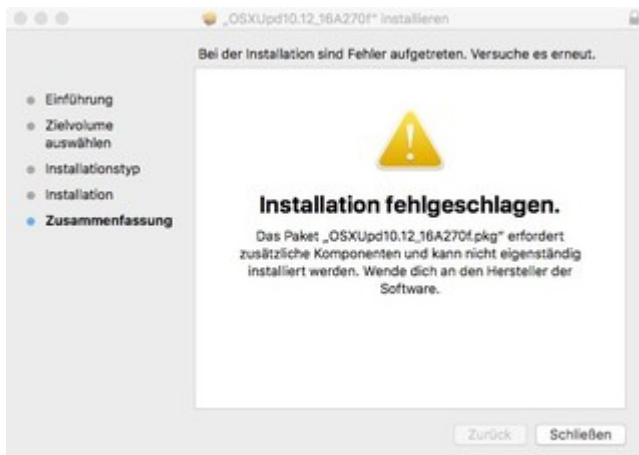 „OSXUpd10.12_16A270f“ installieren
Bei der Installation sind Fehler aufgetreten. Versuche es erneut.
Einführung
Zielvolume
auswählen
Installationstyp
Installation
Zusammenfassung
Installation fehlgeschlagen.
Das Paket „OSXUpd10.12_16A270f.pkg“ erfordert
zusätzliche Komponenten und kann nicht eigenständig
installiert werden. Wende dich an den Hersteller der
Software.
Zurück
Schließen